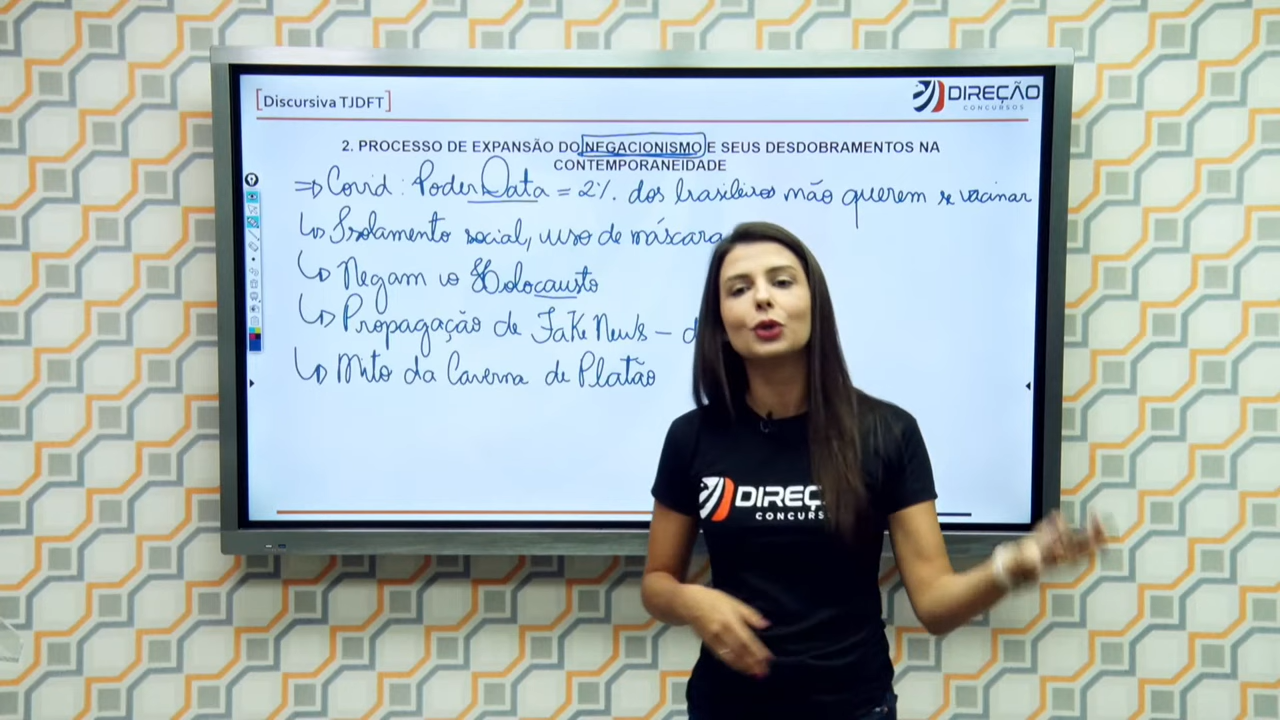 [Discursiva TJDFT]
DIREÇÃO
CONCURSOS
2. PROCESSO DE EXPANSÃO DO NEGACIONISMO E SEUS DESDOBRAMENTOS NA
CONTEMPORANEIDADE
⇒ Covid: PoderData = 2% dos brasileiros não querem se vacinar
↳ Isolamento social, uso de máscara
↳ Negam o Holocausto
↳ Propagação de Fake News – d
↳ Mito da Caverna de Platão
DIREÇ
CONCURS